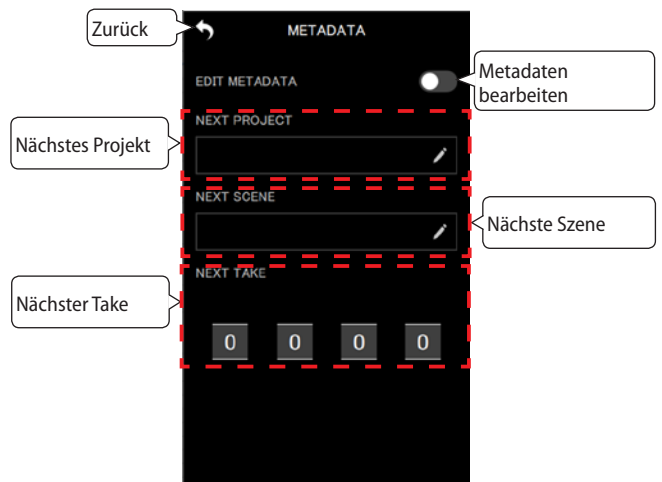 Zurück
METADATA
EDIT METADATA
Metadaten
bearbeiten
NEXT PROJECT
Nächstes Projekt
NEXT SCENE
Nächste Szene
NEXT TAKE
Nächster Take
0 0 0 0